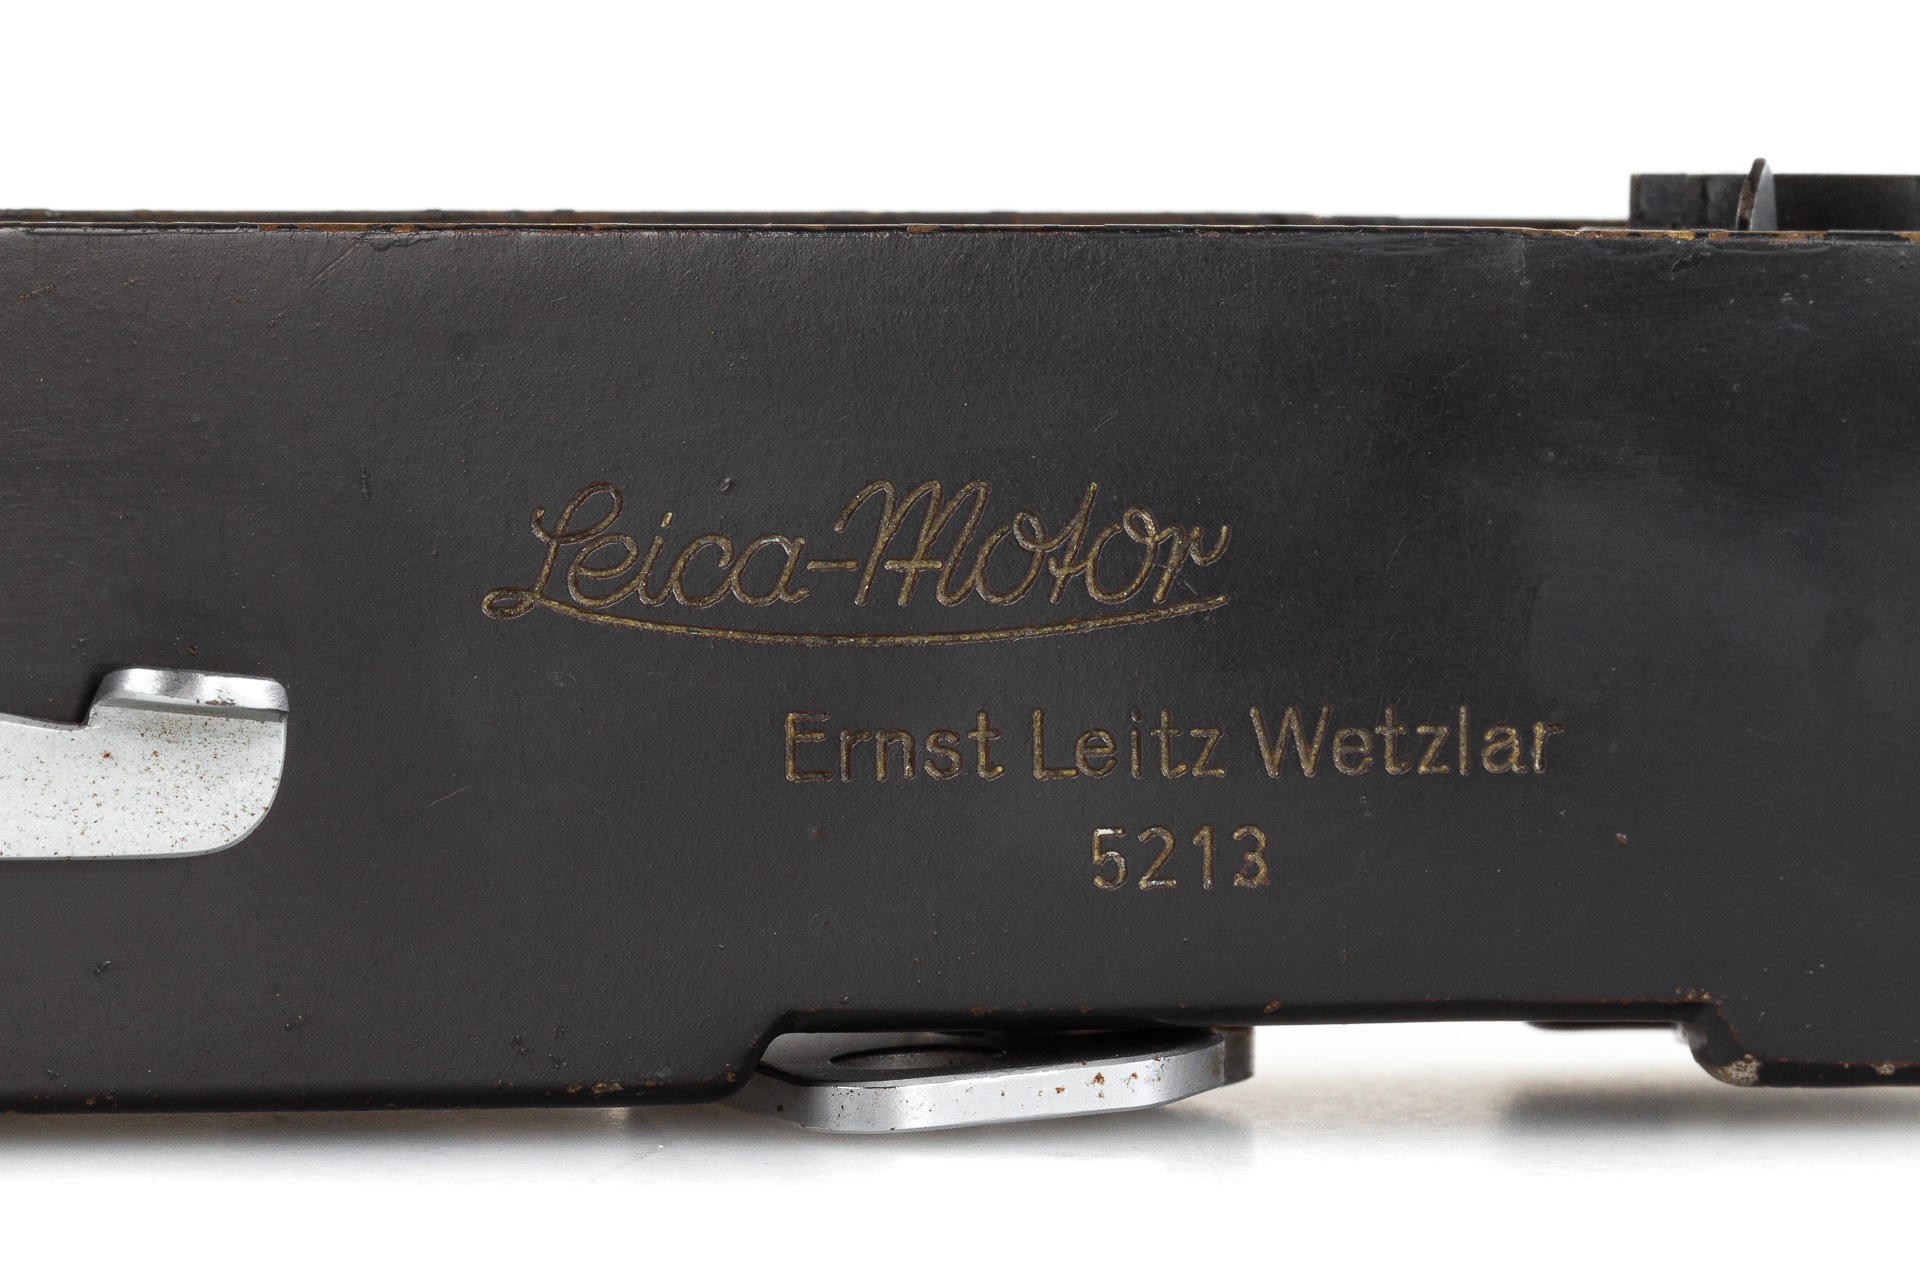 Leica-Motor
Ernst Leitz Wetzlar
5213